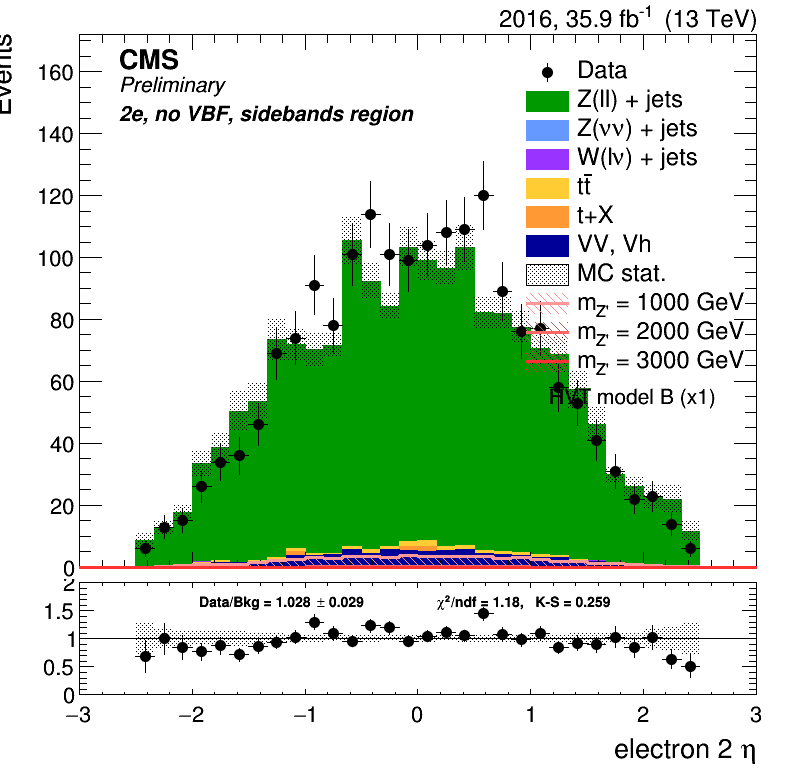 2016, 35.9 fb⁻¹ (13 TeV)
Events
CMS
Preliminary
2e, no VBF, sidebands region
Data
Z(ll) + jets
Z(νν) + jets
W(lν) + jets
tt̄
t+X
VV, Vh
MC stat.
m_Z' = 1000 GeV
m_Z' = 2000 GeV
m_Z' = 3000 GeV
HVT model B (x1)
160
140
120
100
80
60
40
20
0
Data/Bkg = 1.028 ± 0.029
χ²/ndf = 1.18, K-S = 0.259
2
1.5
1
0.5
0
−3 −2 −1 0 1 2 3
electron 2 η